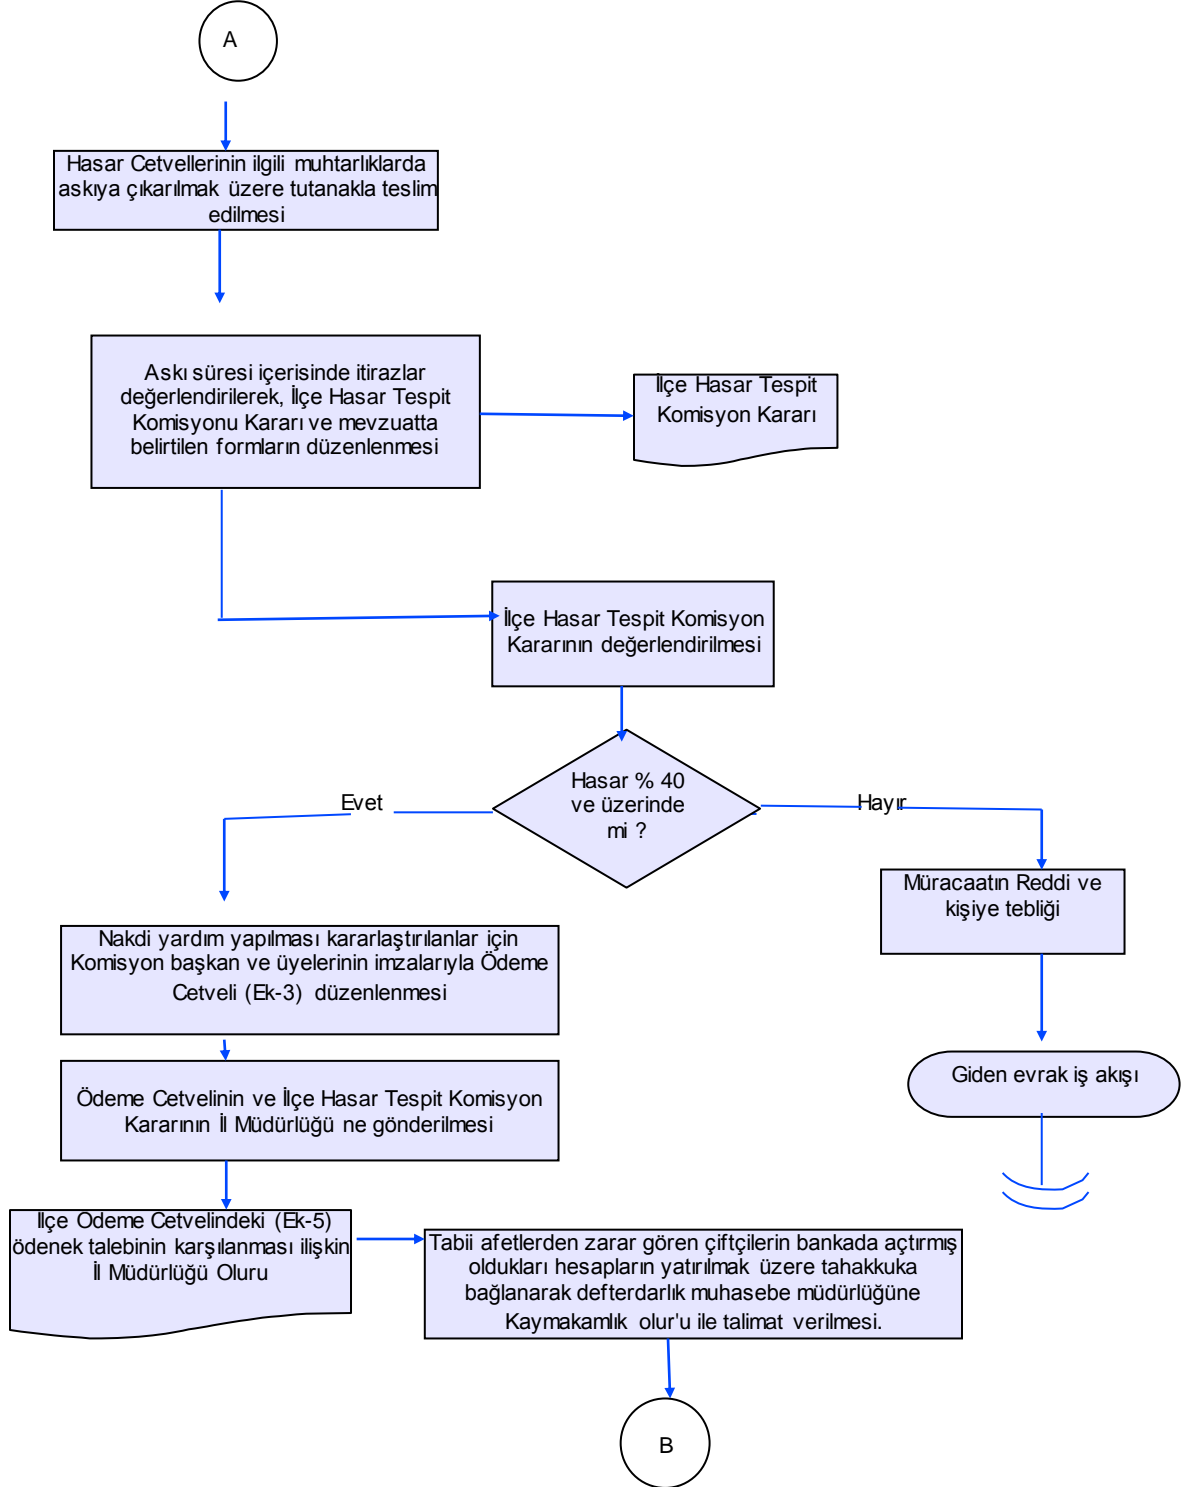 A
Hasar Cetvellerinin ilgili muhtarlıklarda
askıya çıkarılmak üzere tutanakla teslim
edilmesi
Askı süresi içerisinde itirazlar
değerlendirilerek, İlçe Hasar Tespit
Komisyonu Kararı ve mevzuatta
belirtilen formların düzenlenmesi
İlçe Hasar Tespit
Komisyon Kararı
İlçe Hasar Tespit Komisyon
Kararının değerlendirilmesi
Hasar % 40
ve üzerinde
mi ?
Evet
Hayır
Müracaatın Reddi ve
kişiye tebliği
Nakdi yardım yapılması kararlaştırılanlar için
Komisyon başkan ve üyelerinin imzalarıyla Ödeme
Cetveli (Ek-3) düzenlenmesi
Giden evrak iş akışı
Ödeme Cetvelinin ve İlçe Hasar Tespit Komisyon
Kararının İl Müdürlüğü ne gönderilmesi
İlçe Ödeme Cetvelindeki (Ek-5)
ödenek talebinin karşılanması ilişkin
İl Müdürlüğü Oluru
Tabii afetlerden zarar gören çiftçilerin bankada açtırmış
oldukları hesapların yatırılmak üzere tahakkuka
bağlanarak defterdarlık muhasebe müdürlüğüne
Kaymakamlık olur'u ile talimat verilmesi.
B